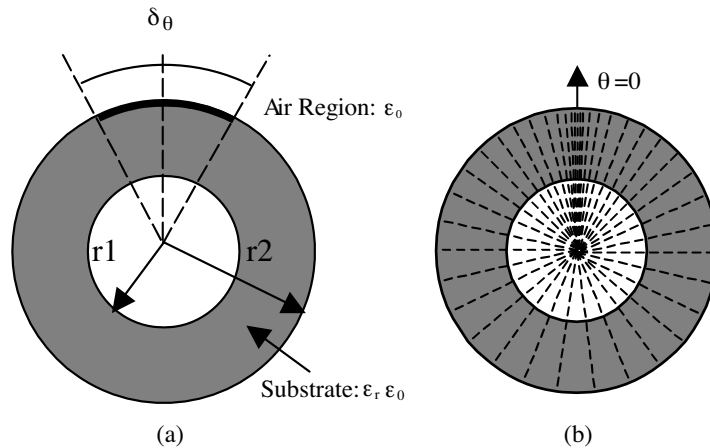 δθ
Air Region: ε₀
θ=0
r1
r2
Substrate: εᵣ ε₀
(a)
(b)